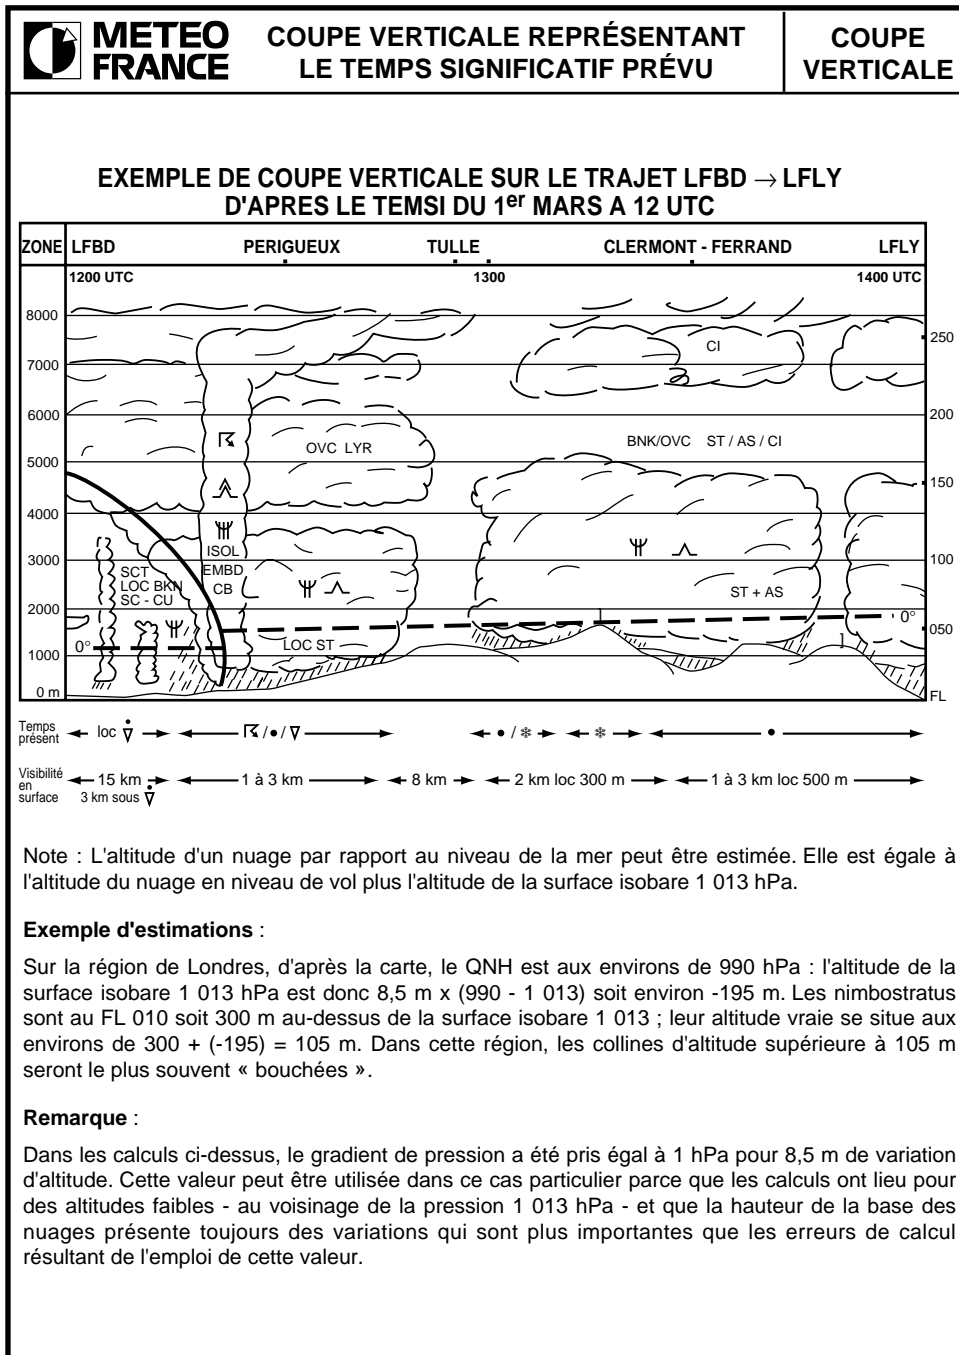 METEO
FRANCE
COUPE VERTICALE REPRÉSENTANT
LE TEMPS SIGNIFICATIF PRÉVU
COUPE
VERTICALE
EXEMPLE DE COUPE VERTICALE SUR LE TRAJET LFBD → LFLY
D'APRES LE TEMSI DU 1er MARS A 12 UTC
ZONE LFBD PERIGUEUX TULLE CLERMONT - FERRAND LFLY
1200 UTC 1300 1400 UTC
8000
250
CI
7000
6000 200
OVC LYR BNK/OVC ST / AS / CI
5000
150
4000
3000 100
ISOL
EMBD
CB
SCT
LOC BKN
SC - CU
ST + AS
2000
0°
050
0° LOC ST
1000
0 m FL
Temps
présent
loc
Visibilité
en
surface
15 km 1 à 3 km 8 km 2 km loc 300 m 1 à 3 km loc 500 m
3 km sous
Note : L'altitude d'un nuage par rapport au niveau de la mer peut être estimée. Elle est égale à
l'altitude du nuage en niveau de vol plus l'altitude de la surface isobare 1 013 hPa.
Exemple d'estimations :
Sur la région de Londres, d'après la carte, le QNH est aux environs de 990 hPa : l'altitude de la
surface isobare 1 013 hPa est donc 8,5 m x (990 - 1 013) soit environ -195 m. Les nimbostratus
sont au FL 010 soit 300 m au-dessus de la surface isobare 1 013 ; leur altitude vraie se situe aux
environs de 300 + (-195) = 105 m. Dans cette région, les collines d'altitude supérieure à 105 m
seront le plus souvent « bouchées ».
Remarque :
Dans les calculs ci-dessus, le gradient de pression a été pris égal à 1 hPa pour 8,5 m de variation
d'altitude. Cette valeur peut être utilisée dans ce cas particulier parce que les calculs ont lieu pour
des altitudes faibles - au voisinage de la pression 1 013 hPa - et que la hauteur de la base des
nuages présente toujours des variations qui sont plus importantes que les erreurs de calcul
résultant de l'emploi de cette valeur.